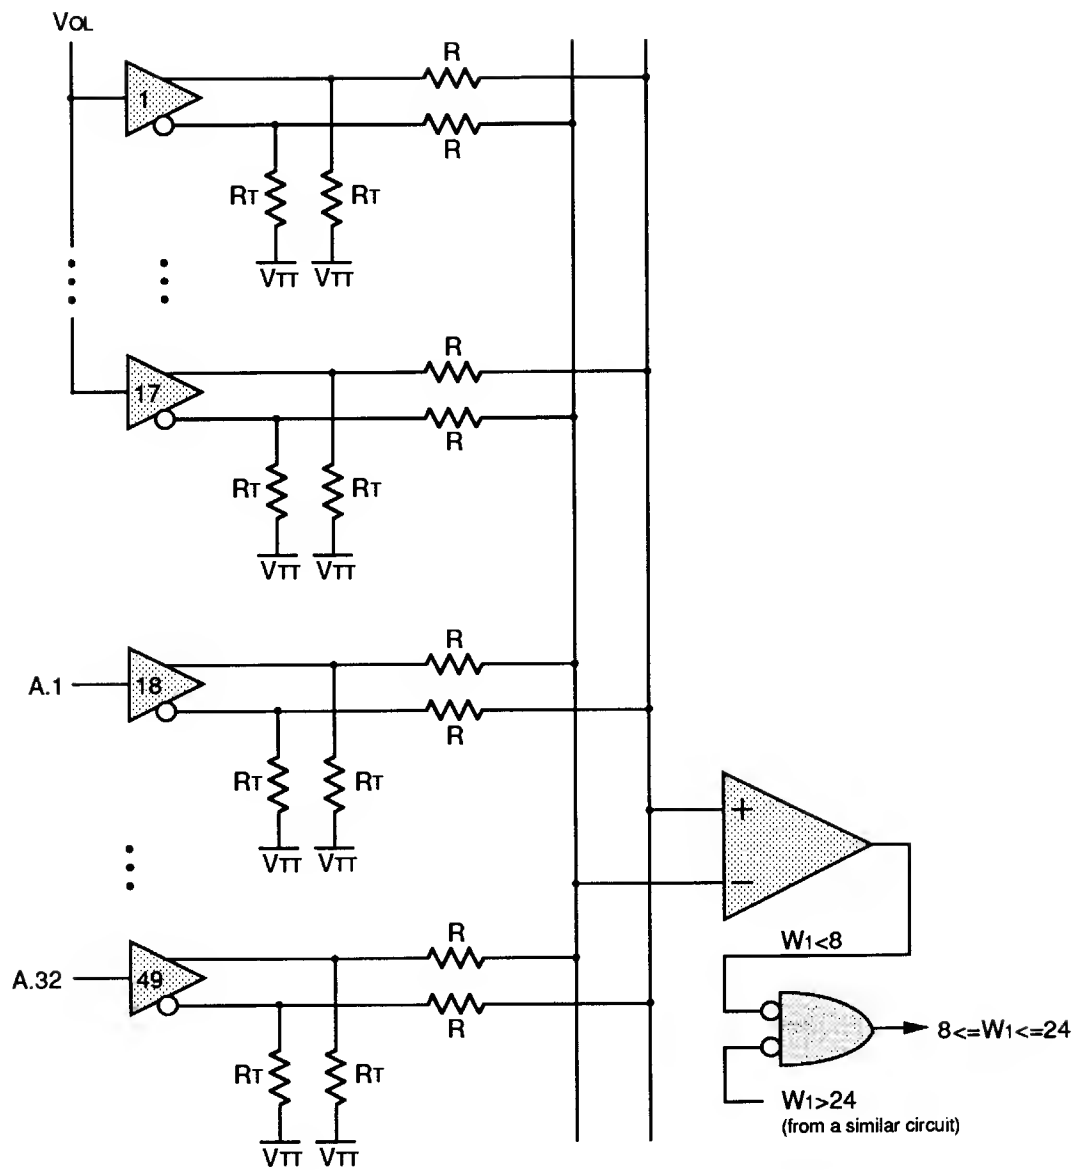 VOL
R
1
R
RT RT
VTT VTT
R
17
R
RT RT
VTT VTT
R
A.1 18
R
RT RT
VTT VTT
+
−
R
W1<8
A.32 49
R
8<=W1<=24
RT RT
W1>24
(from a similar circuit)
VTT VTT